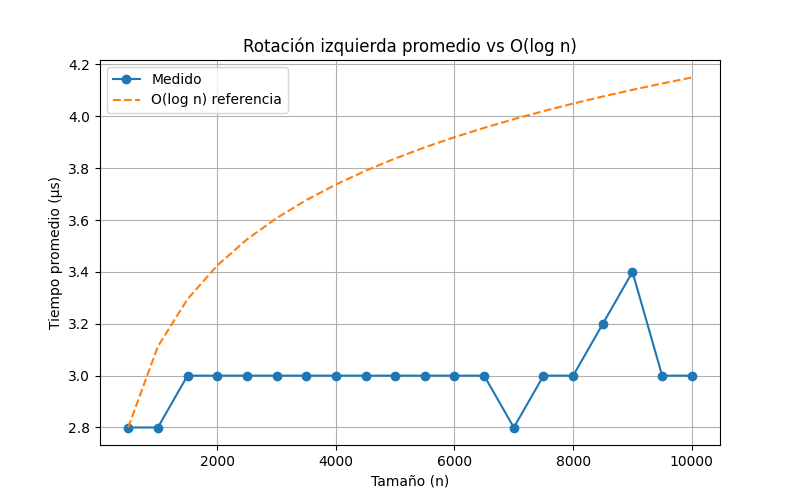 Rotación izquierda promedio vs O(log n)
Medido
O(log n) referencia
Tiempo promedio (µs)
4.2
4.0
3.8
3.6
3.4
3.2
3.0
2.8
2000 4000 6000 8000 10000
Tamaño (n)